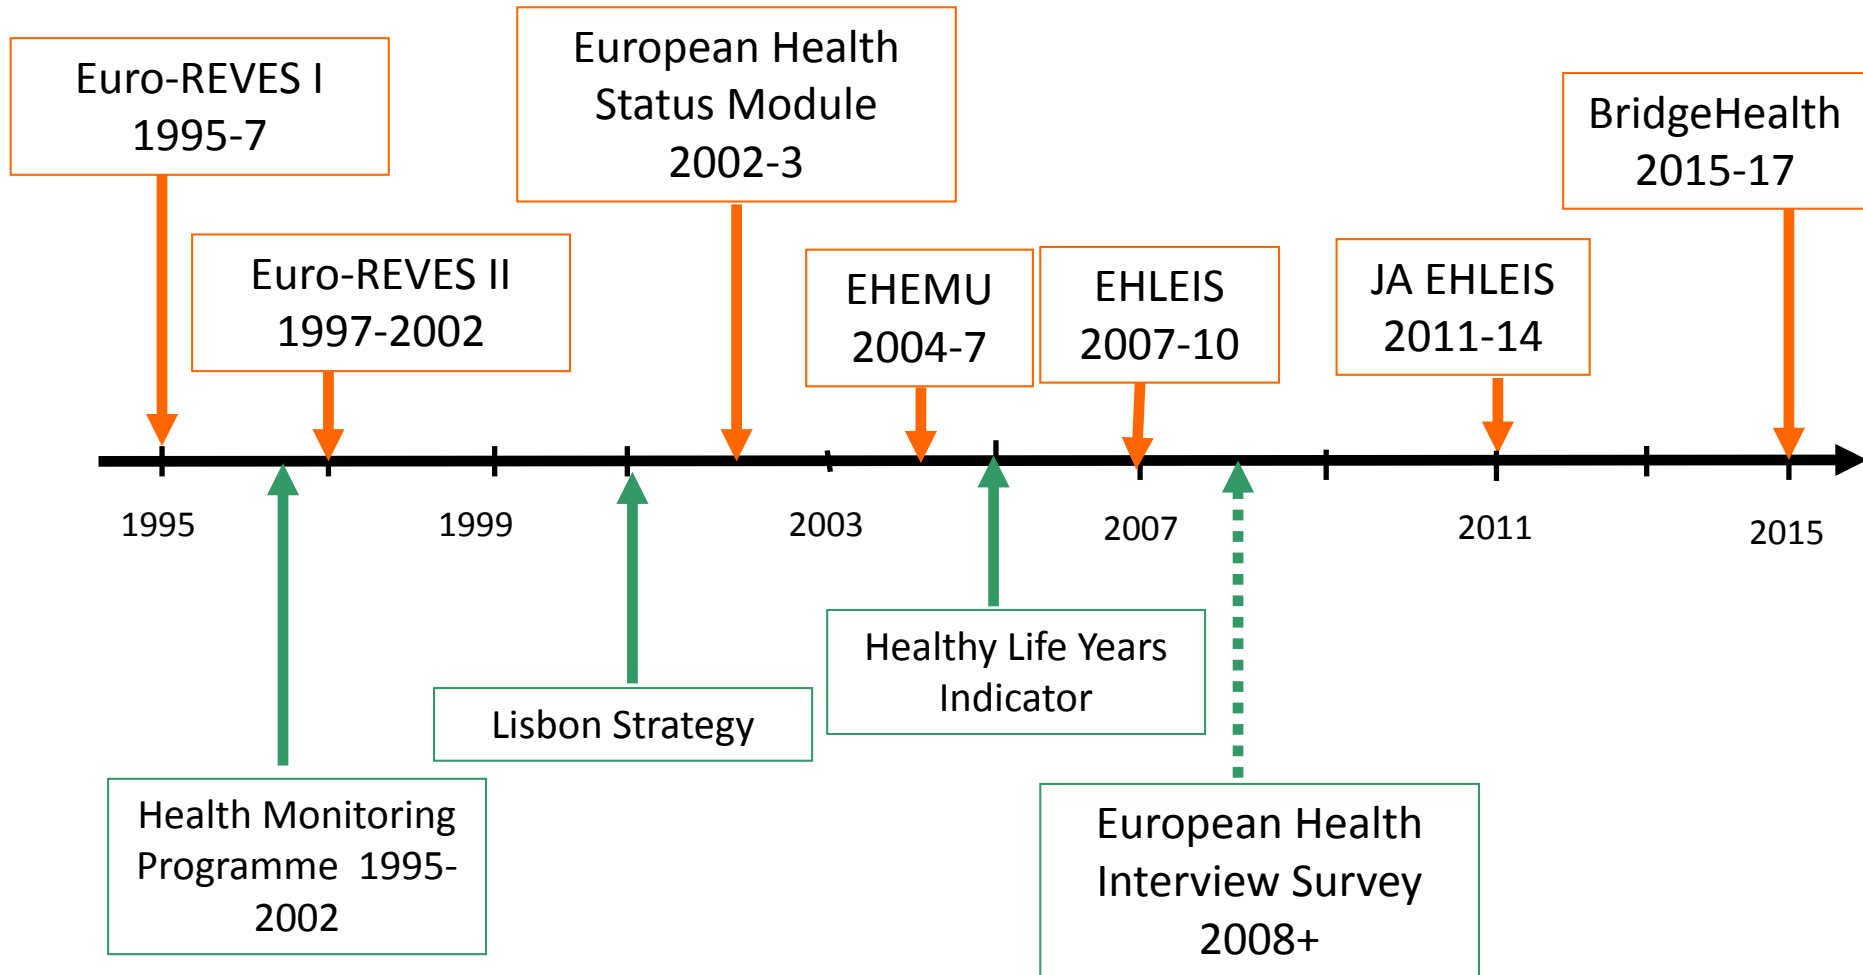 Euro-REVES I
1995-7
European Health
Status Module
2002-3
BridgeHealth
2015-17
Euro-REVES II
1997-2002
EHEMU
2004-7
EHLEIS
2007-10
JA EHLEIS
2011-14
1995
1999
2003
2007
2011
2015
Healthy Life Years
Indicator
Lisbon Strategy
Health Monitoring
Programme 1995-
2002
European Health
Interview Survey
2008+